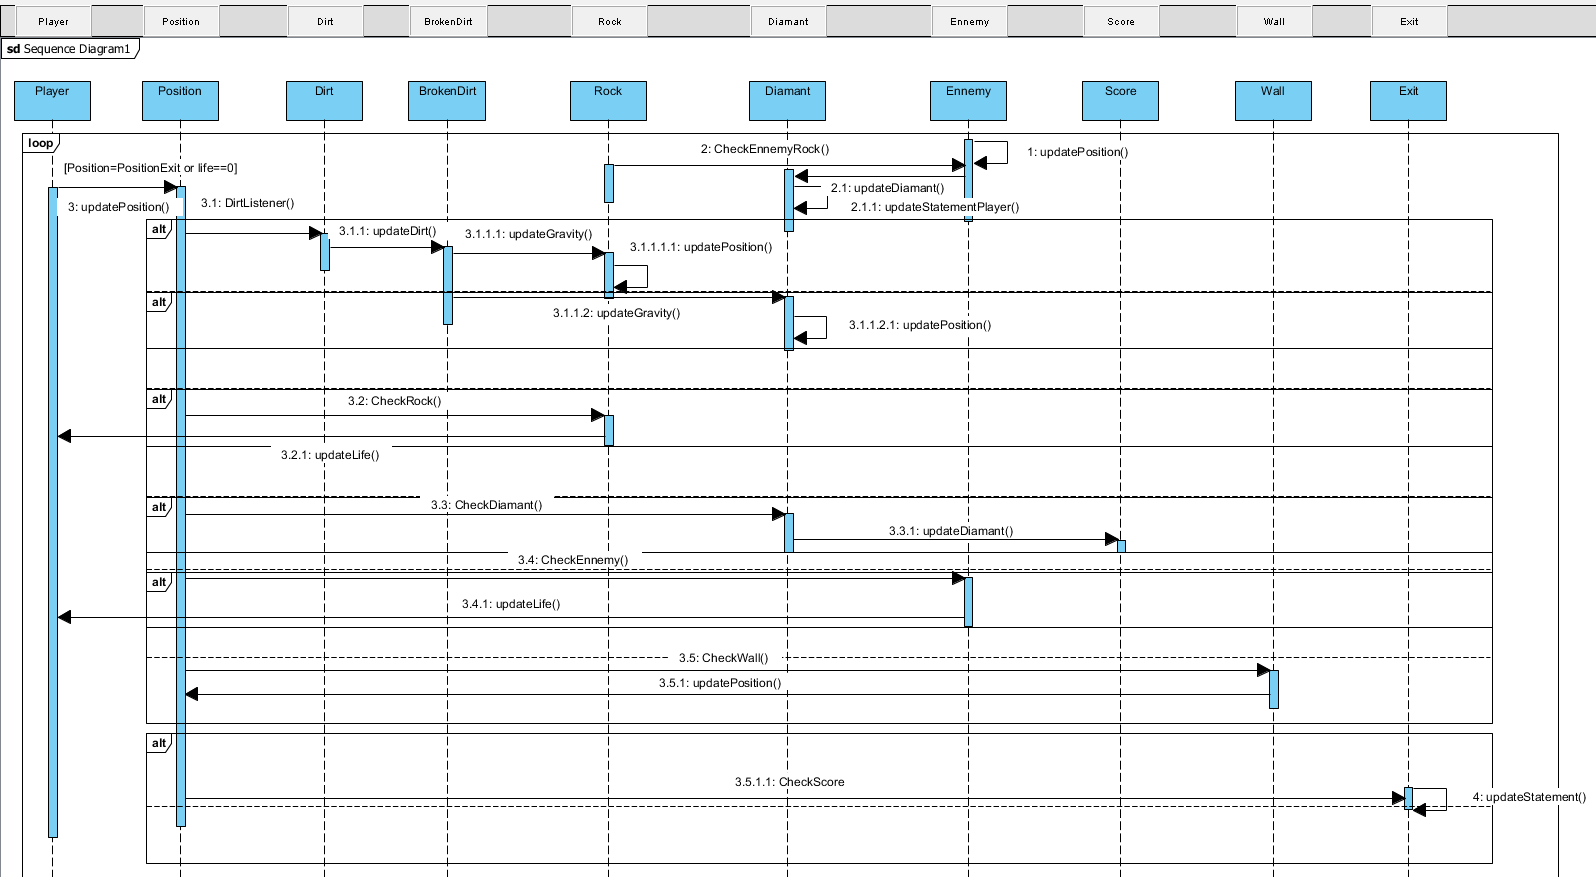 Player Position Dirt BrokenDirt Rock Diamant Ennemy Score Wall Exit
sd Sequence Diagram1
Player Position Dirt BrokenDirt Rock Diamant Ennemy Score Wall Exit
loop
2: CheckEnnemyRock()
1: updatePosition()
[Position=PositionExit or life==0]
2.1: updateDiamant()
3: updatePosition()
3.1: DirtListener()
2.1.1: updateStatementPlayer()
alt
3.1.1: updateDirt()
3.1.1.1: updateGravity()
3.1.1.1.1: updatePosition()
alt
3.1.1.2: updateGravity()
3.1.1.2.1: updatePosition()
alt
3.2: CheckRock()
3.2.1: updateLife()
alt
3.3: CheckDiamant()
3.3.1: updateDiamant()
3.4: CheckEnnemy()
alt
3.4.1: updateLife()
3.5: CheckWall()
3.5.1: updatePosition()
alt
3.5.1.1: CheckScore
4: updateStatement()